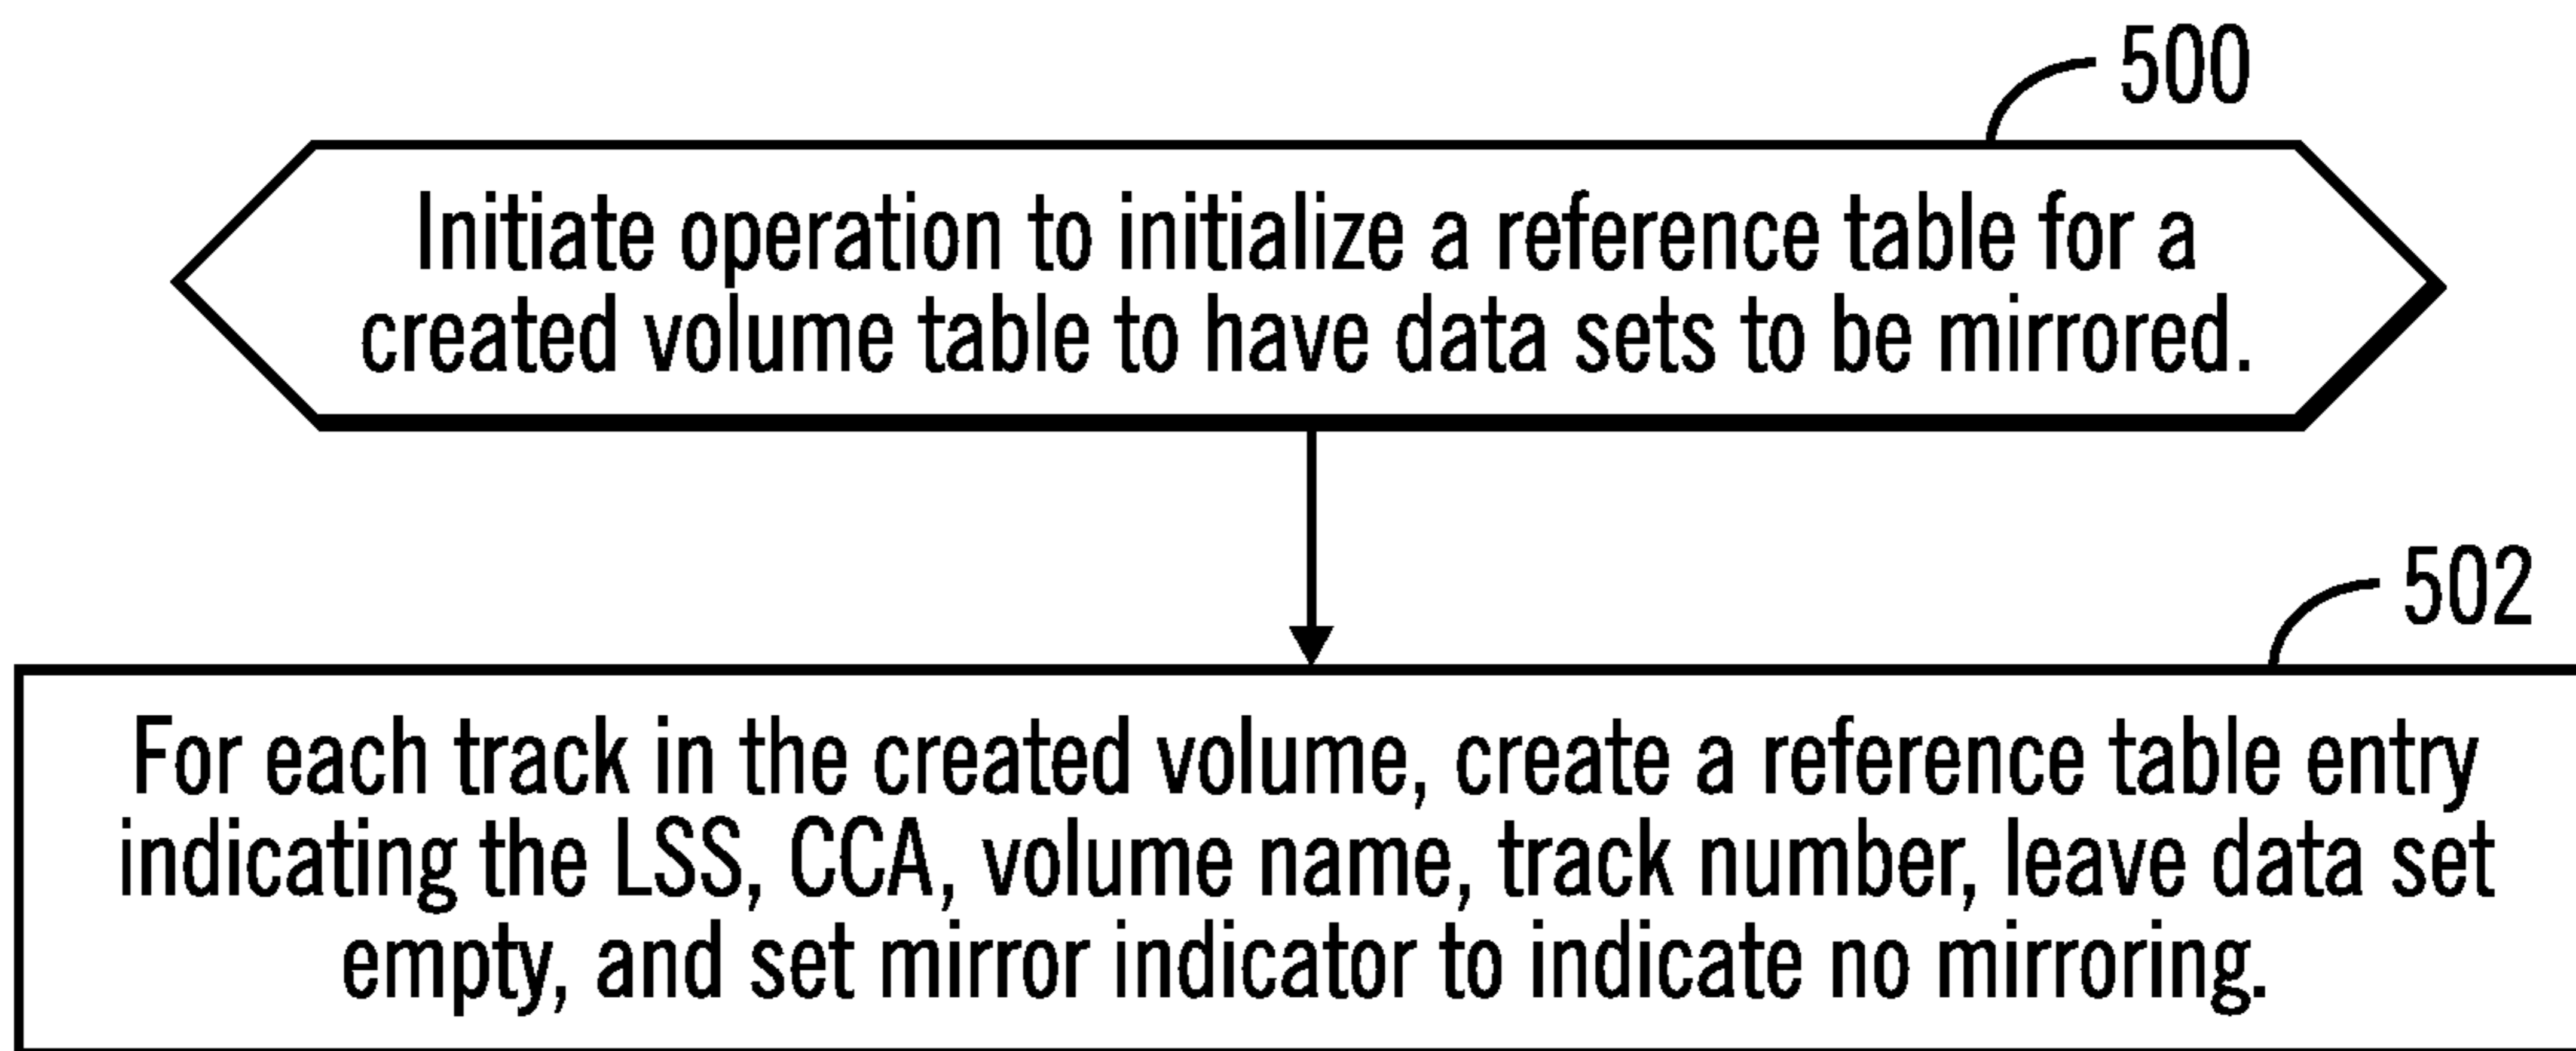 500
Initiate operation to initialize a reference table for a
created volume table to have data sets to be mirrored.
502
For each track in the created volume, create a reference table entry
indicating the LSS, CCA, volume name, track number, leave data set
empty, and set mirror indicator to indicate no mirroring.